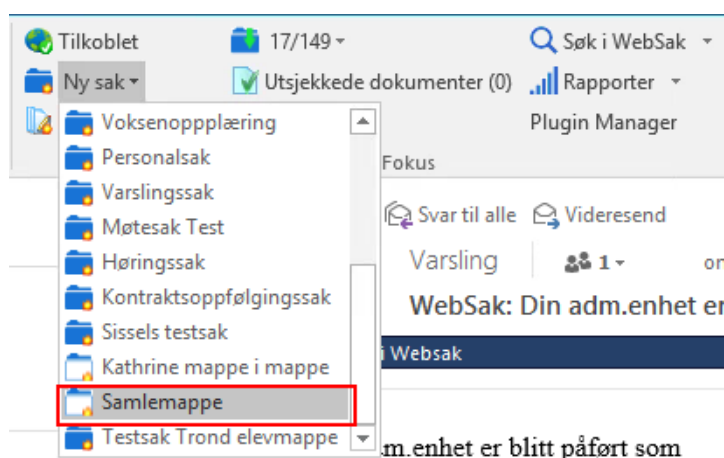 Tilkoblet
17/149
Søk i WebSak
Ny sak
Utsjekkede dokumenter (0)
Rapporter
Plugin Manager
Fokus
Voksenoppplæring
Personalsak
Varslingssak
Møtesak Test
Høringssak
Kontraktsoppfølgingssak
Sissels testsak
Kathrine mappe i mappe
Samlemappe
Testsak Trond elevmappe
Svar til alle
Videresend
Varsling
1
on
WebSak: Din adm.enhet er
i Websak
m.enhet er blitt påført som